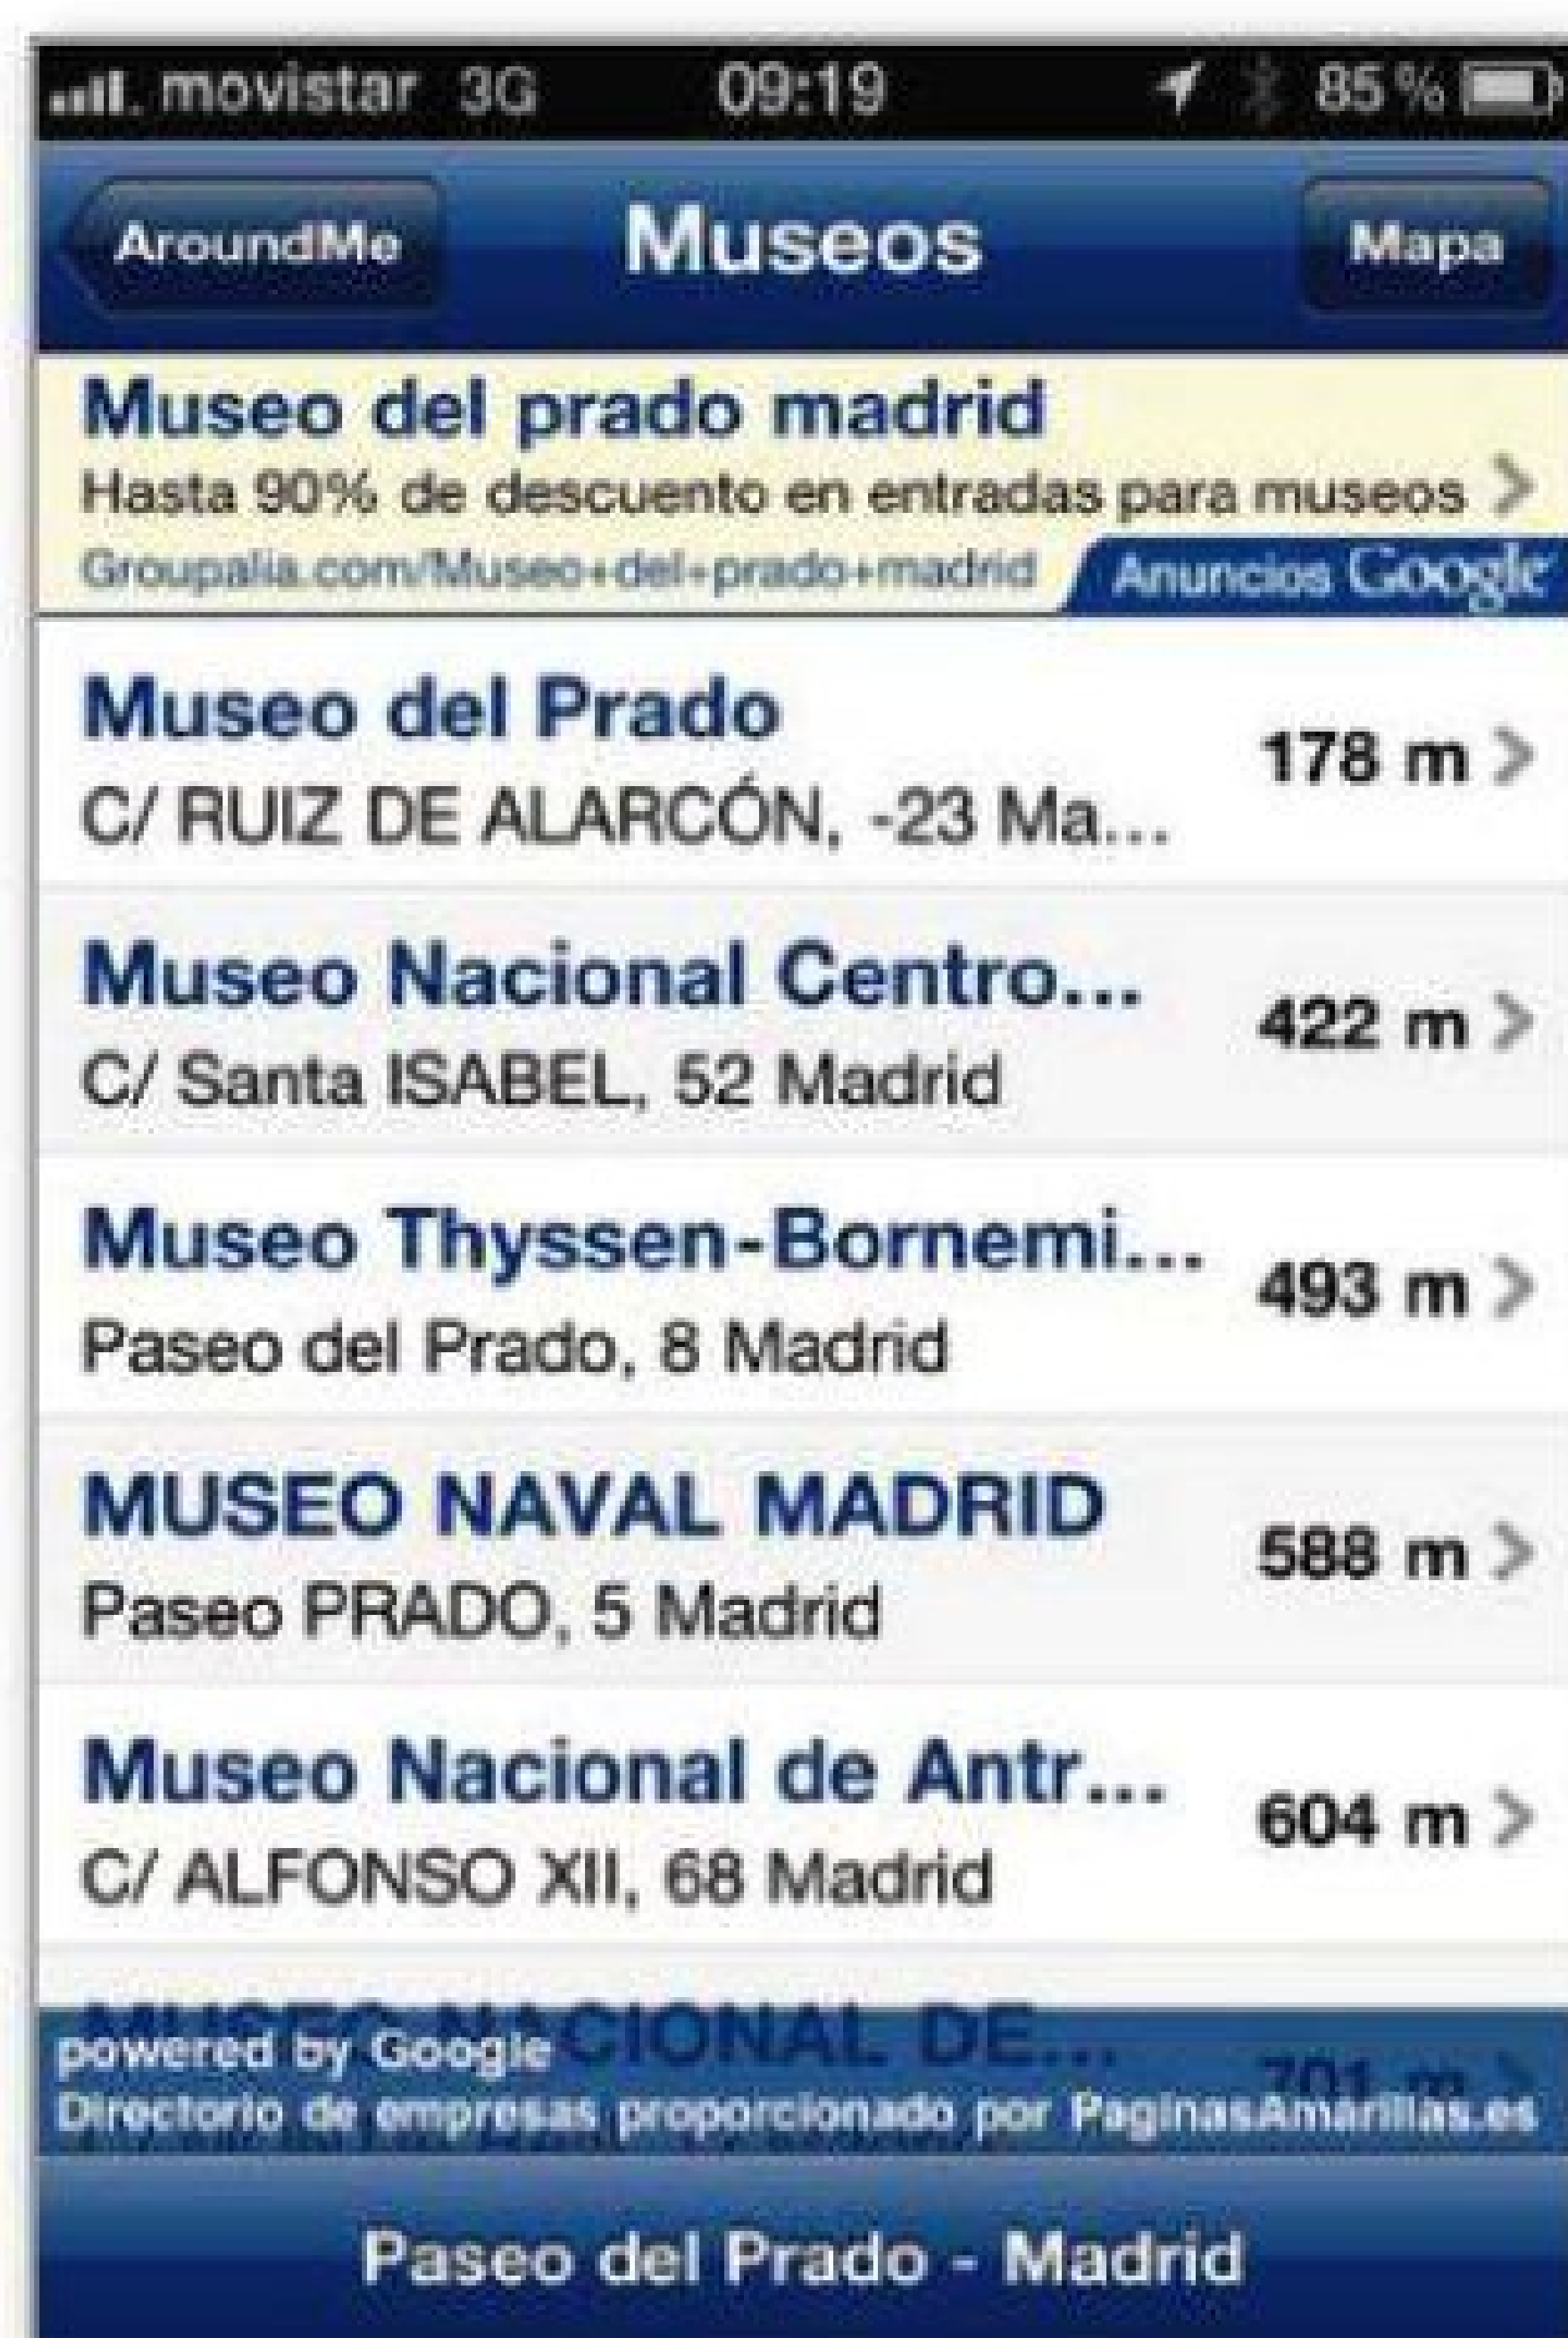 movistar 3G 09:19 85 %
AroundMe Museos Mapa
Museo del prado madrid
Hasta 90% de descuento en entradas para museos
Groupalia.com/Museo+del+prado+madrid Anuncios Google
Museo del Prado
178 m
C/ RUIZ DE ALARCÓN, -23 Ma...
Museo Nacional Centro...
422 m
C/ Santa ISABEL, 52 Madrid
Museo Thyssen-Bornemi...
493 m
Paseo del Prado, 8 Madrid
MUSEO NAVAL MADRID
588 m
Paseo PRADO, 5 Madrid
Museo Nacional de Antr...
604 m
C/ ALFONSO XII, 68 Madrid
MUSEO NACIONAL DE...
701 m
powered by Google
Directorio de empresas proporcionado por PaginasAmarillas.es
Paseo del Prado - Madrid